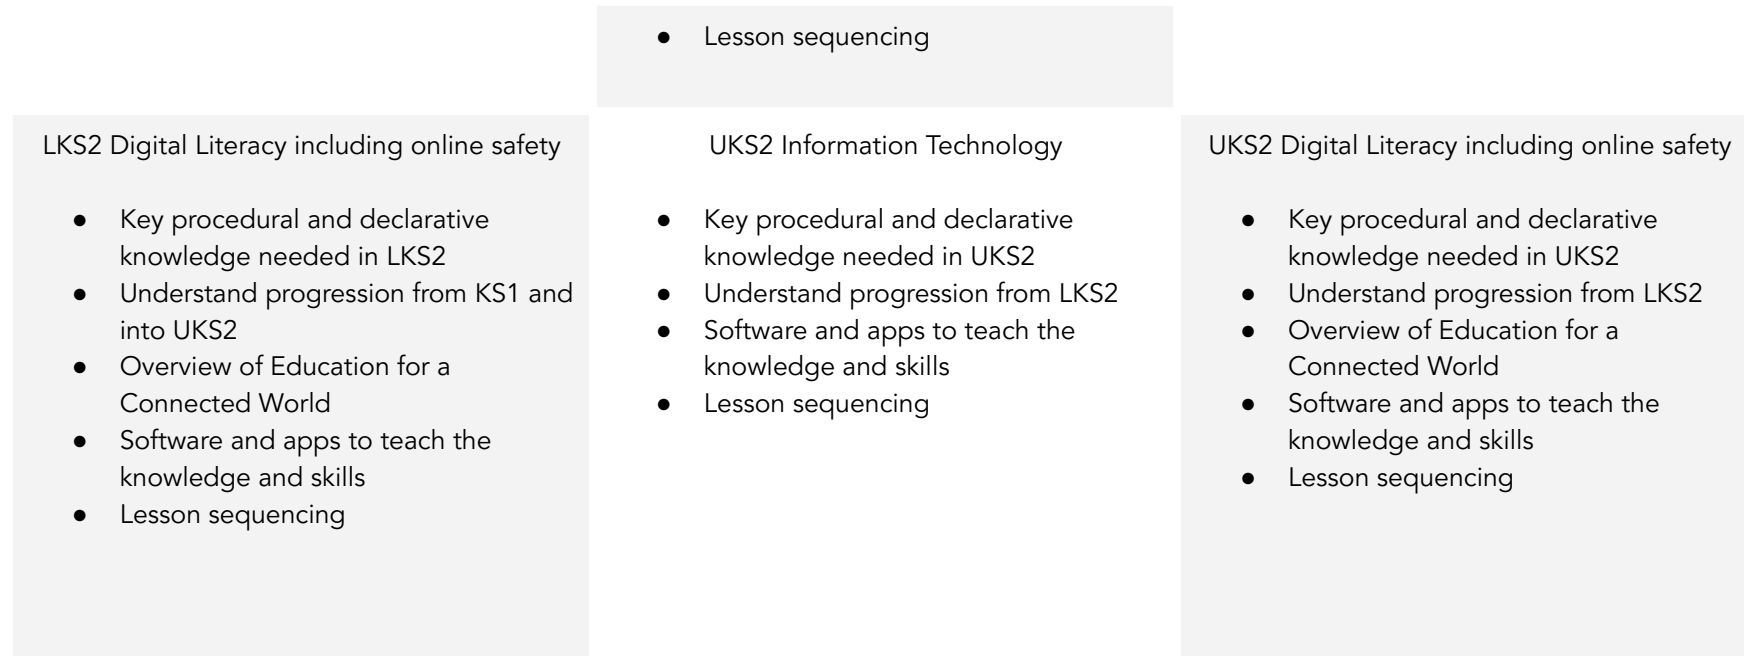 ● Lesson sequencing
LKS2 Digital Literacy including online safety
● Key procedural and declarative
knowledge needed in LKS2
● Understand progression from KS1 and
into UKS2
● Overview of Education for a
Connected World
● Software and apps to teach the
knowledge and skills
● Lesson sequencing
UKS2 Information Technology
● Key procedural and declarative
knowledge needed in UKS2
● Understand progression from LKS2
● Software and apps to teach the
knowledge and skills
● Lesson sequencing
UKS2 Digital Literacy including online safety
● Key procedural and declarative
knowledge needed in UKS2
● Understand progression from LKS2
● Overview of Education for a
Connected World
● Software and apps to teach the
knowledge and skills
● Lesson sequencing